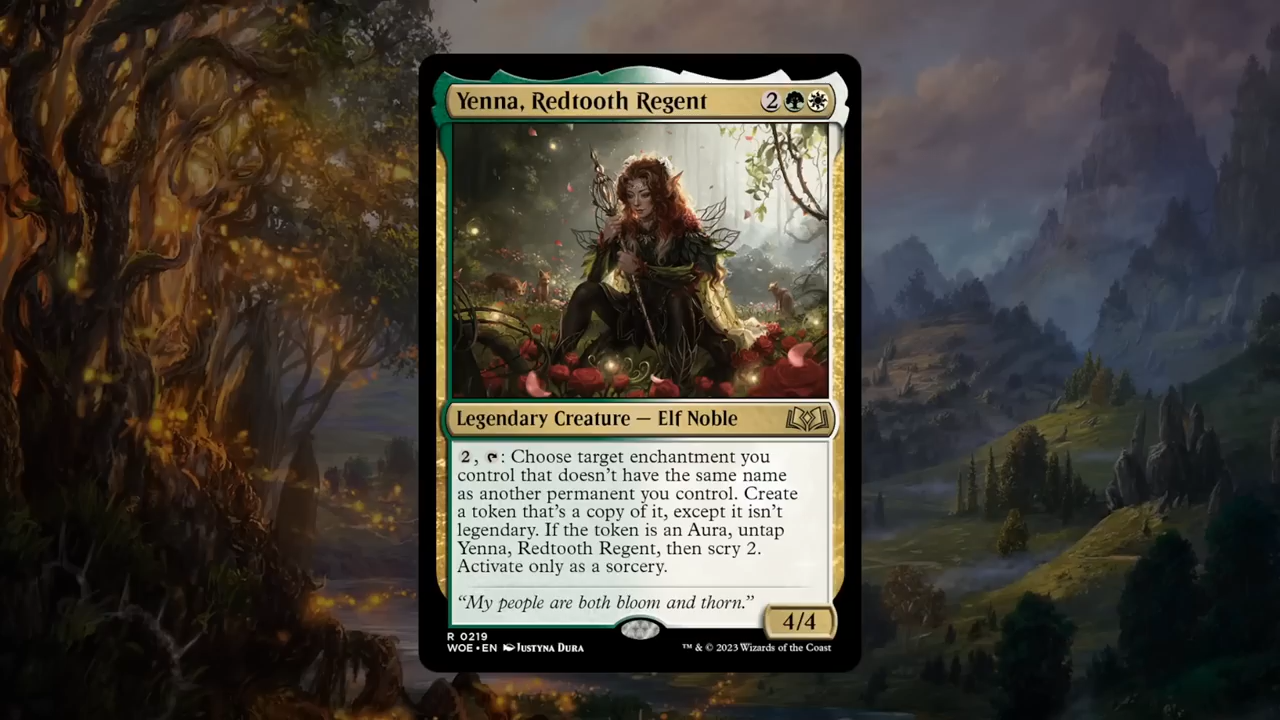 Yenna, Redtooth Regent 2
Legendary Creature — Elf Noble
2, : Choose target enchantment you
control that doesn't have the same name
as another permanent you control. Create
a token that's a copy of it, except it isn't
legendary. If the token is an Aura, untap
Yenna, Redtooth Regent, then scry 2.
Activate only as a sorcery.
“My people are both bloom and thorn.”
4/4
R 0219
WOE • EN Justyna Dura
™ & © 2023 Wizards of the Coast